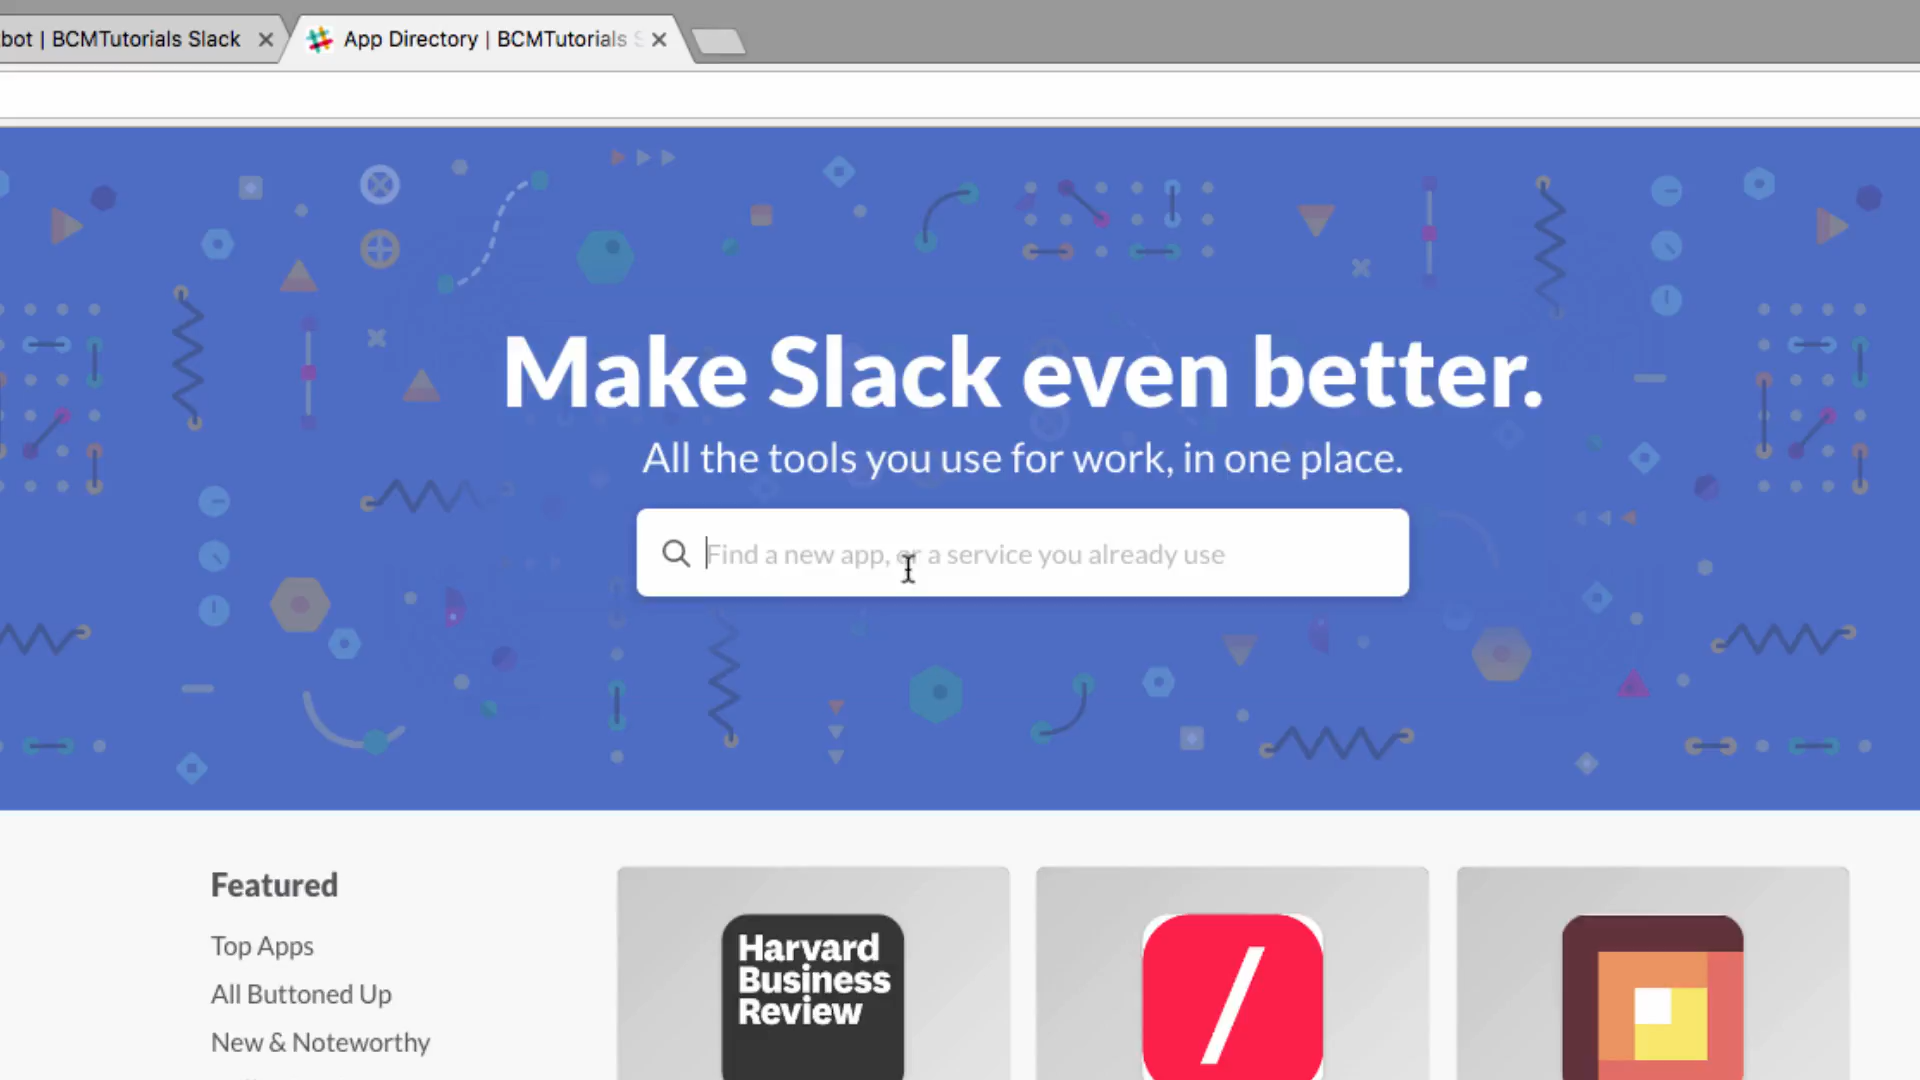 bot | BCMTutorials Slack
App Directory | BCMTutorials S
Make Slack even better.
All the tools you use for work, in one place.
Find a new app, or a service you already use
Featured
Top Apps
All Buttoned Up
New & Noteworthy
Harvard
Business
Review